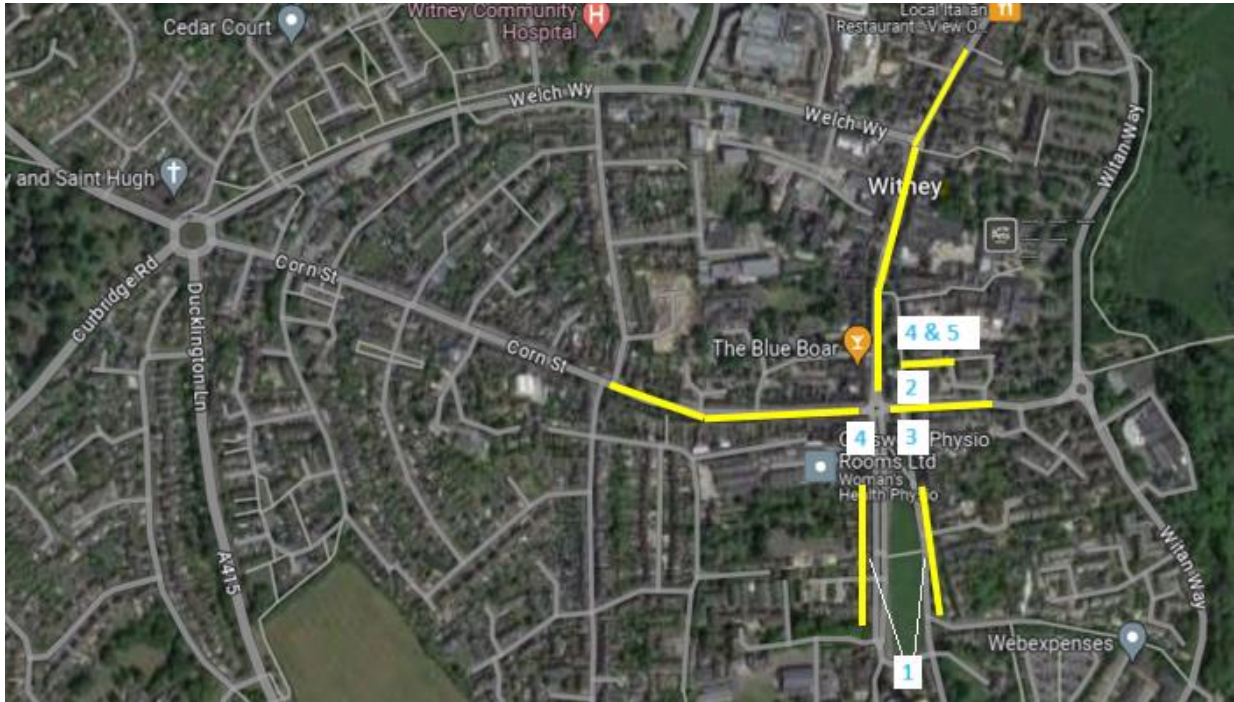 Cedar Court
Witney Community
Hospital
Local Italian
Restaurant - View O...
Welch Wy
Welch Wy
Witan Way
y and Saint Hugh
Witney
Curbridge Rd
Corn St
Ducklington Ln
4 & 5
The Blue Boar
Corn St
2
4
3
Physio
Rooms Ltd
Woman's
Health Physio
A415
Witan Way
Webexpenses
1